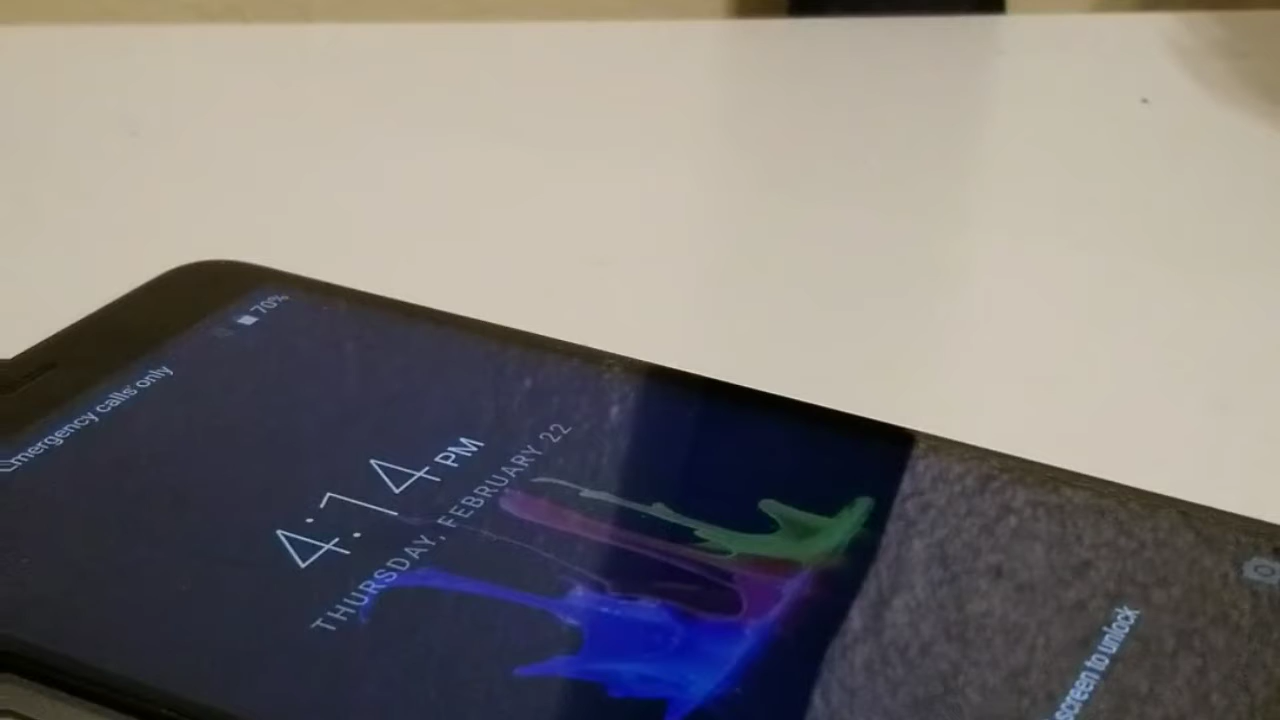 Emergency calls only
70%
4:14 PM
THURSDAY, FEBRUARY 22
screen to unlock